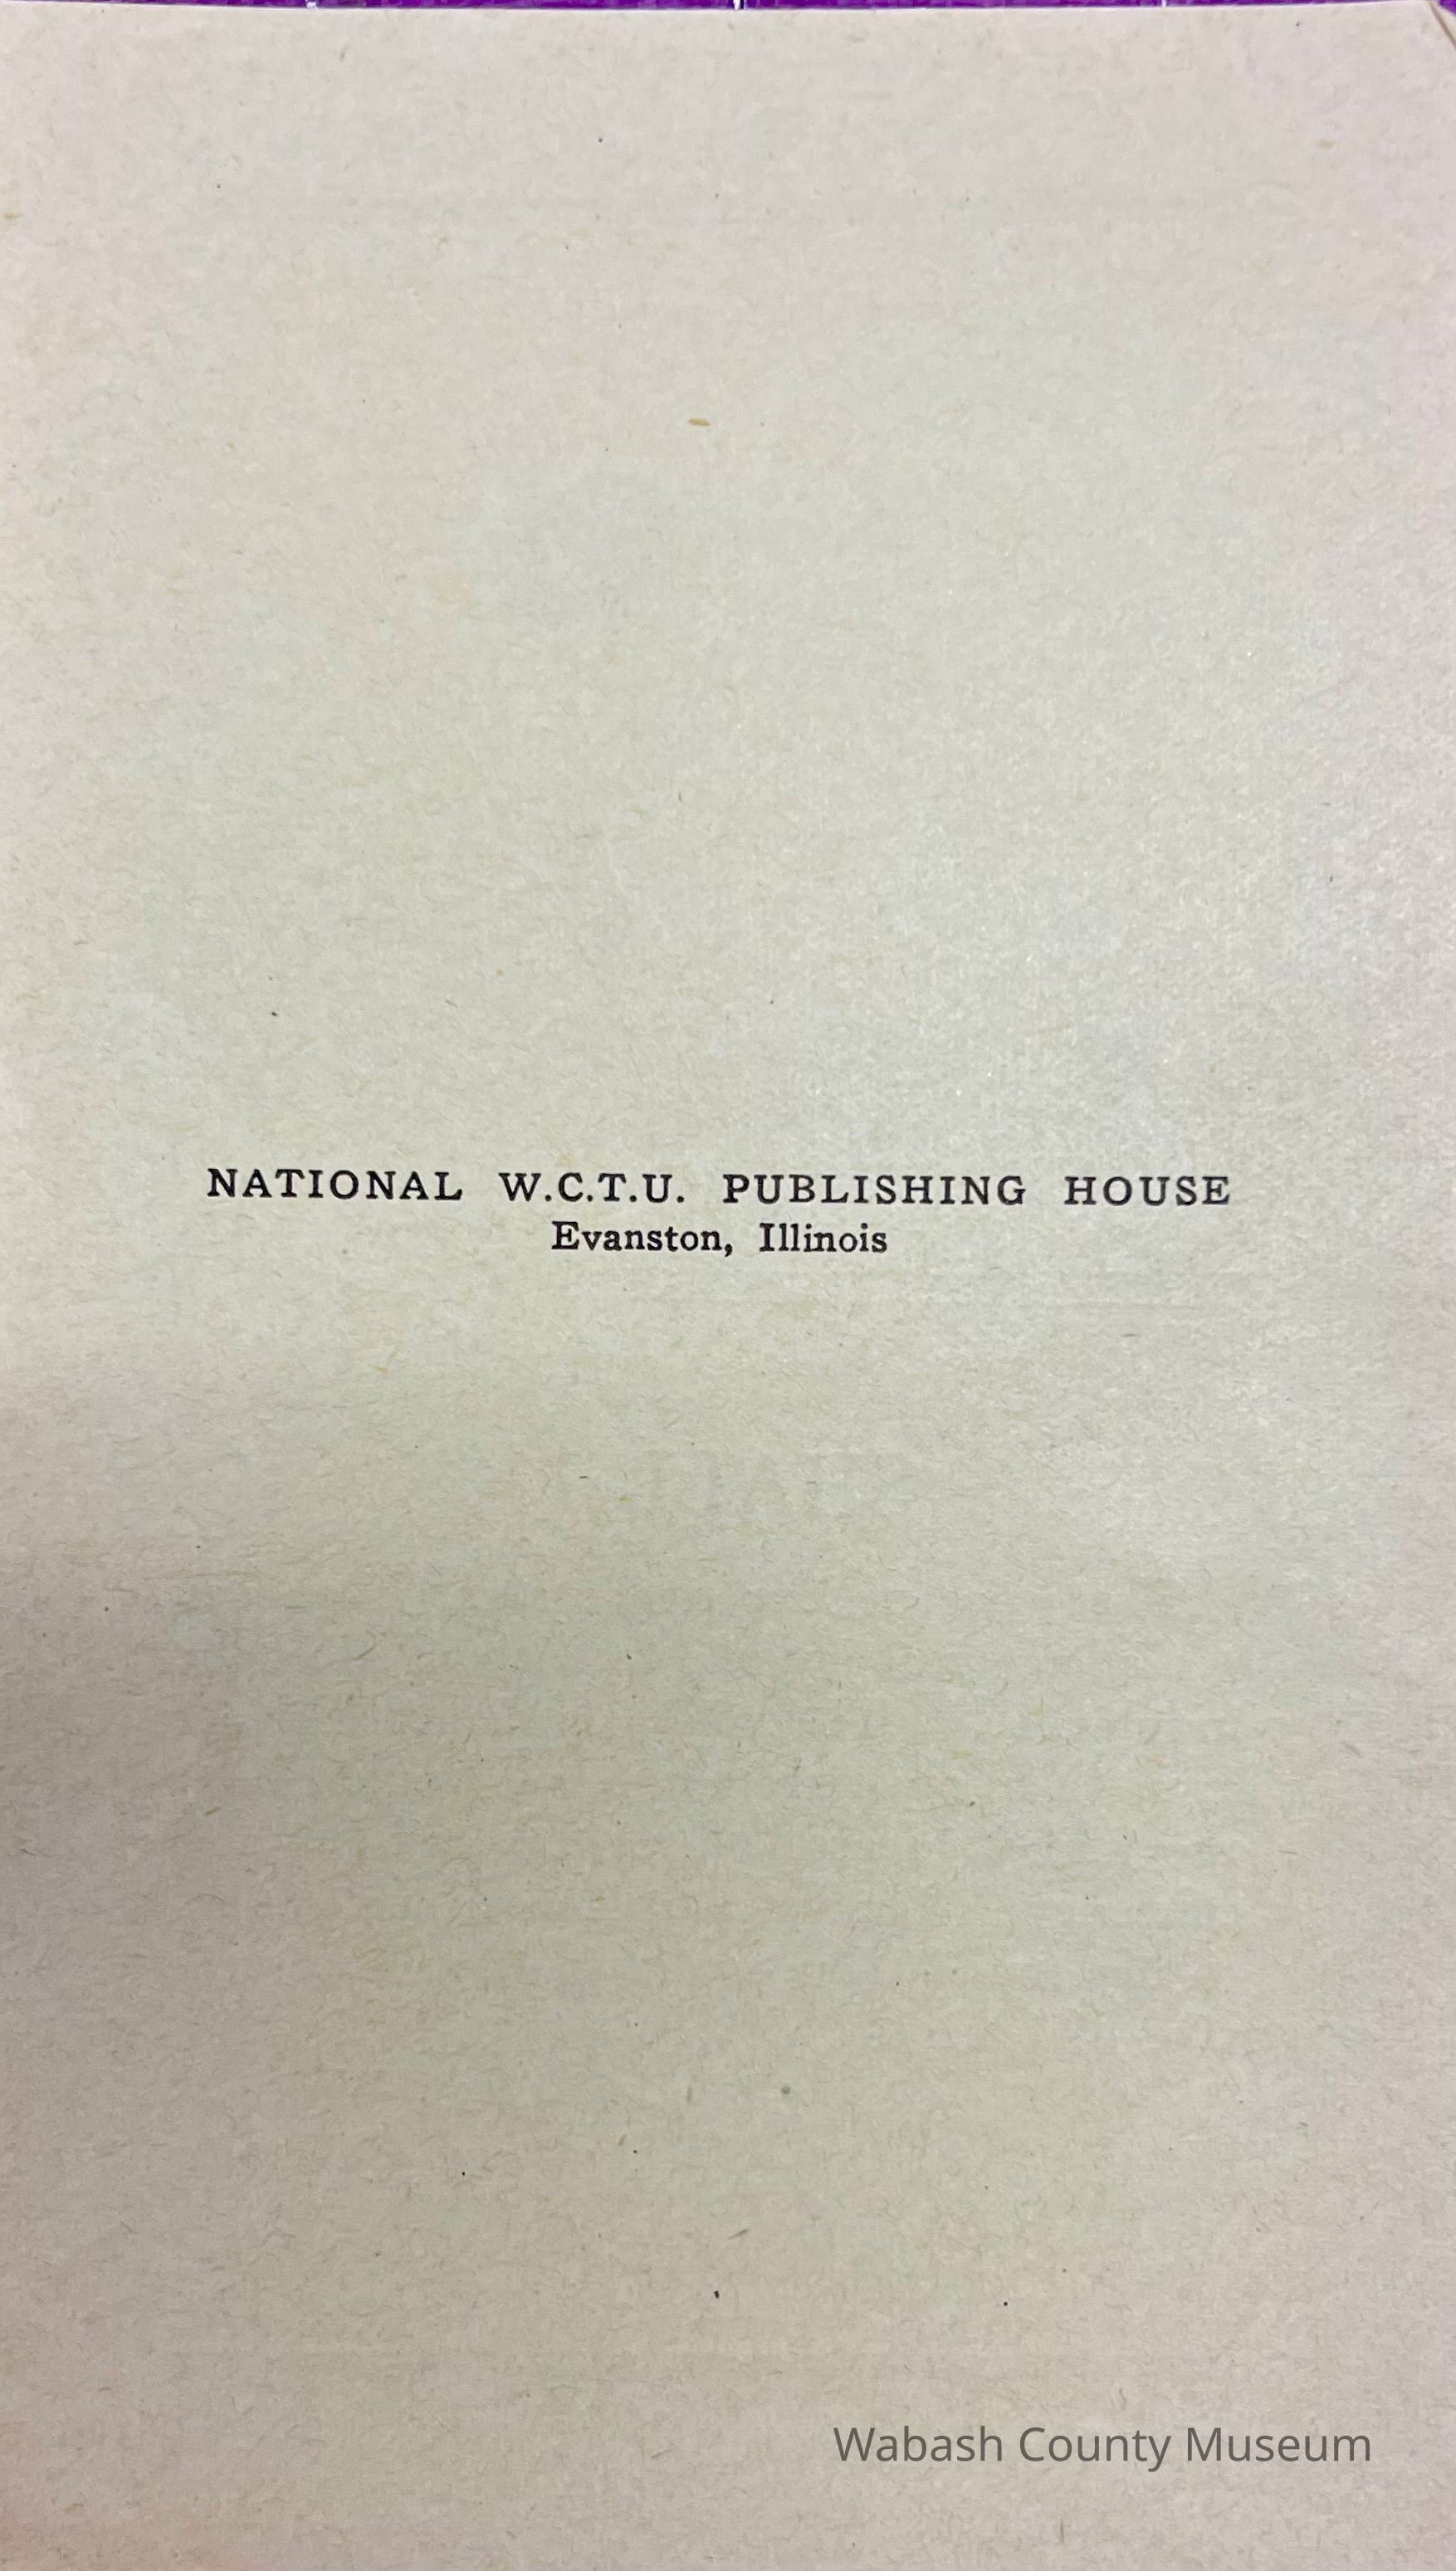 NATIONAL W.C.T.U. PUBLISHING HOUSE
Evanston, Illinois
Wabash County Museum